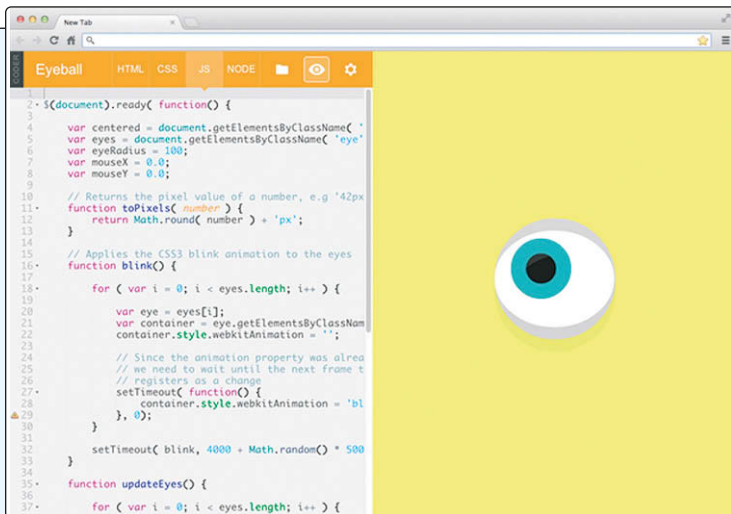 New Tab
CODER
Eyeball HTML CSS JS NODE
1
2 $(document).ready( function() {
3
4 var centered = document.getElementsByClassName( '
5 var eyes = document.getElementsByClassName( 'eye'
6 var eyeRadius = 100;
7 var mouseX = 0.0;
8 var mouseY = 0.0;
9
10 // Returns the pixel value of a number, e.g '42px
11 function toPixels( number ) {
12 return Math.round( number ) + 'px';
13 }
14
15 // Applies the CSS3 blink animation to the eyes
16 function blink() {
17
18 for ( var i = 0; i < eyes.length; i++ ) {
19
20 var eye = eyes[i];
21 var container = eye.getElementsByClassNam
22 container.style.webkitAnimation = '';
23
24 // Since the animation property was alrea
25 // we need to wait until the next frame t
26 // registers as a change
27 setTimeout( function() {
28 container.style.webkitAnimation = 'bl
29 }, 0);
30 }
31
32 setTimeout( blink, 4000 + Math.random() * 500
33 }
34
35 function updateEyes() {
36
37 for ( var i = 0; i < eyes.length; i++ ) {